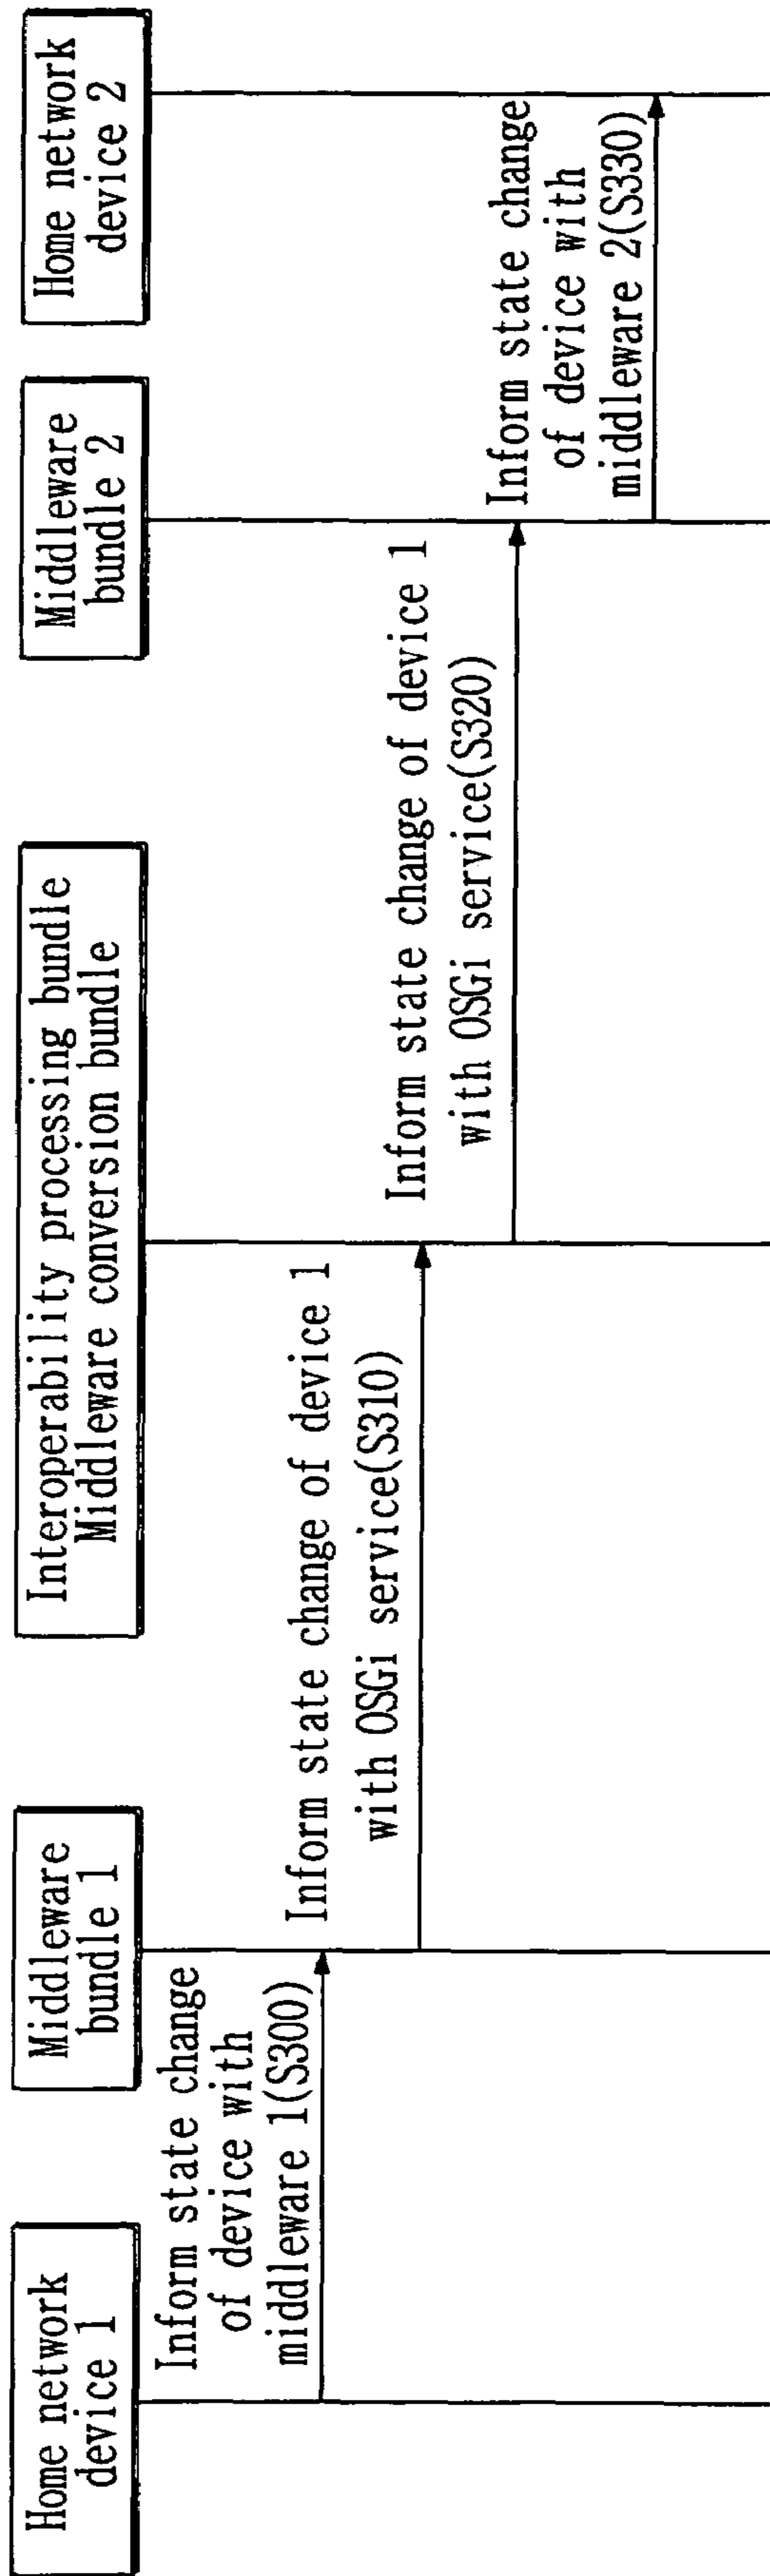 Home network
device 1
Middleware
bundle 1
Interoperability processing bundle
Middleware conversion bundle
Middleware
bundle 2
Home network
device 2
Inform state change
of device with
middleware 1(S300)
Inform state change of device 1
with OSGi service(S310)
Inform state change of device 1
with OSGi service(S320)
Inform state change
of device with
middleware 2(S330)